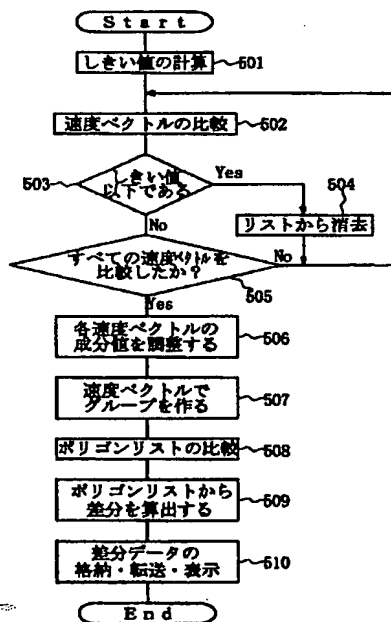 Start
しきい値の計算 501
速度ベクトルの比較 502
503 しきい値
以下である
Yes
504
リストから消去
No
すべての速度ベクトルを
比較したか?
No
505
Yes
各速度ベクトルの
成分値を調整する
506
速度ベクトルで
グループを作る
507
ポリゴンリストの比較 508
ポリゴンリストから
差分を算出する
509
差分データの
格納・転送・表示
510
End